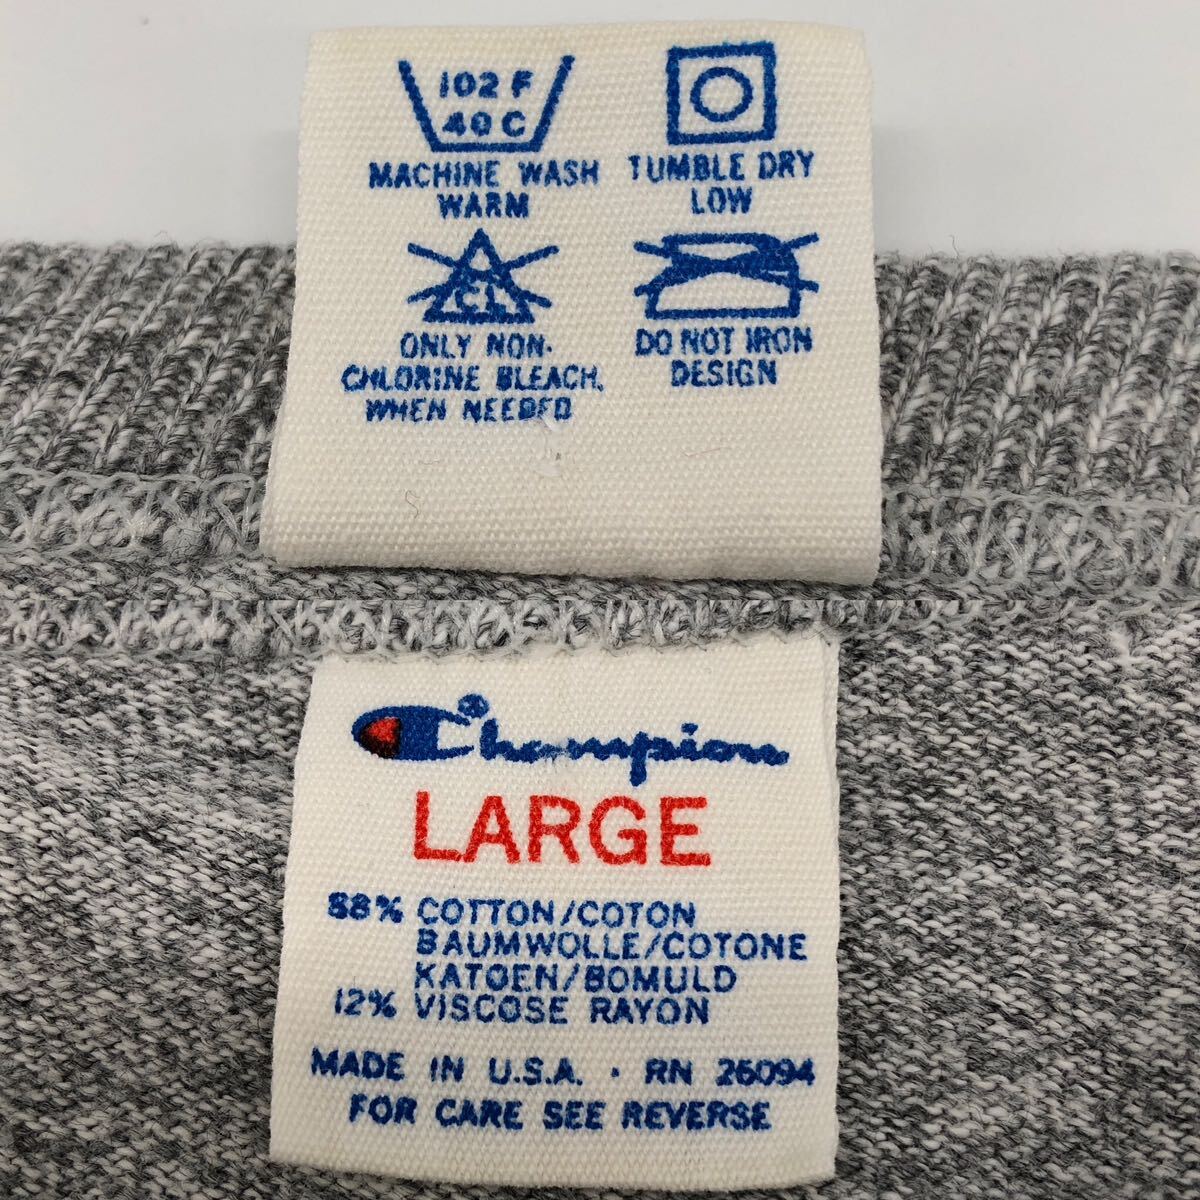 102 F
40 C
MACHINE WASH
WARM
TUMBLE DRY
LOW
CL
ONLY NON-
CHLORINE BLEACH,
WHEN NEEDED
DO NOT IRON
DESIGN
Champion®
LARGE
88% COTTON/COTON
BAUMWOLLE/COTONE
KATOEN/BOMULD
12% VISCOSE RAYON
MADE IN U.S.A. · RN 26094
FOR CARE SEE REVERSE